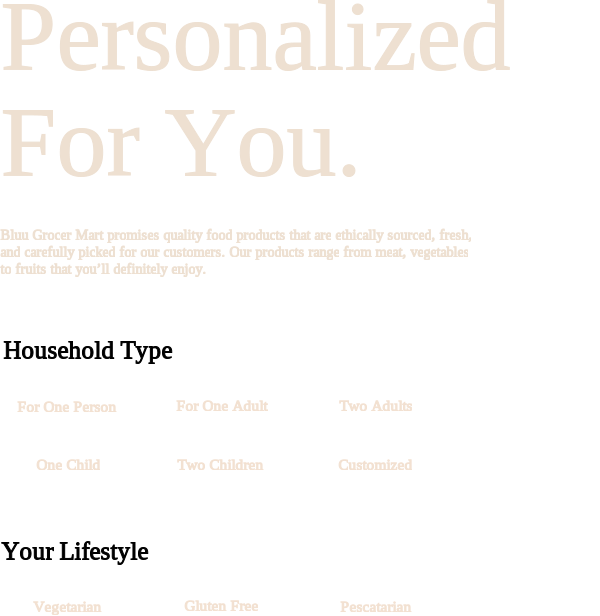 Personalized
For You.
Bluu Grocer Mart promises quality food products that are ethically sourced, fresh,
and carefully picked for our customers. Our products range from meat, vegetables
to fruits that you’ll definitely enjoy.
Household Type
For One Person For One Adult Two Adults
One Child Two Children Customized
Your Lifestyle
Vegetarian Gluten Free Pescatarian